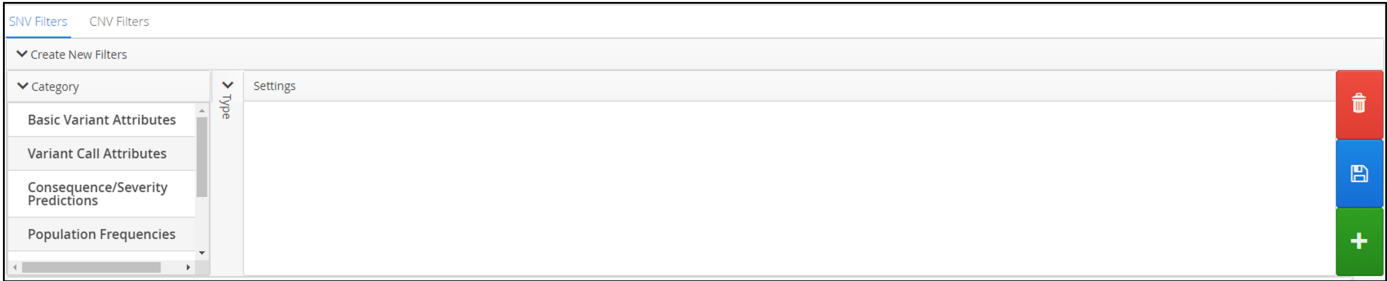 SNV Filters CNV Filters
Create New Filters
Category
Type
Settings
Basic Variant Attributes
Variant Call Attributes
Consequence/Severity
Predictions
Population Frequencies